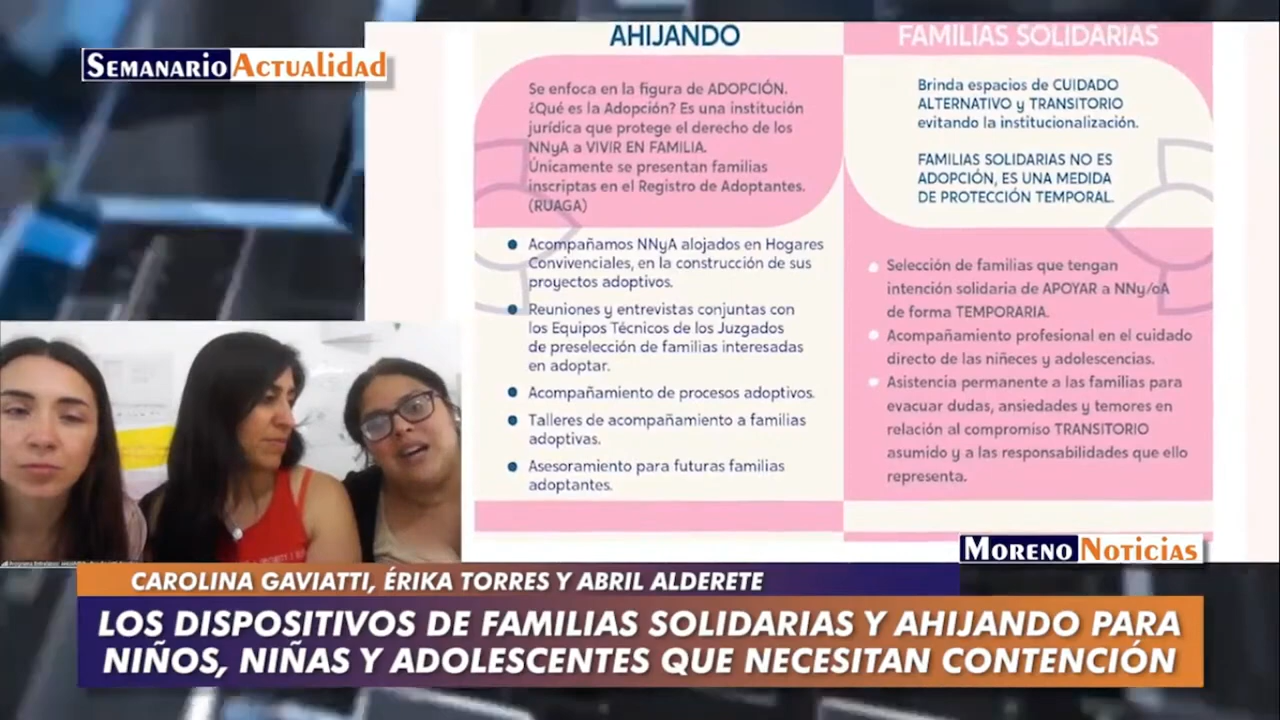 SEMANARIO ACTUALIDAD
AHIJANDO
Se enfoca en la figura de ADOPCIÓN.
¿Qué es la Adopción? Es una institución
jurídica que protege el derecho de los
NNyA a VIVIR EN FAMILIA.
Únicamente se presentan familias
inscriptas en el Registro de Adoptantes.
(RUAGA)
Acompañamos NNyA alojados en Hogares
Convivenciales, en la construcción de sus
proyectos adoptivos.
Reuniones y entrevistas conjuntas con
los Equipos Técnicos de los Juzgados
de preselección de familias interesadas
en adoptar.
Acompañamiento de procesos adoptivos.
Talleres de acompañamiento a familias
adoptivas.
Asesoramiento para futuras familias
adoptantes.
FAMILIAS SOLIDARIAS
Brinda espacios de CUIDADO
ALTERNATIVO y TRANSITORIO
evitando la institucionalización.
FAMILIAS SOLIDARIAS NO ES
ADOPCIÓN, ES UNA MEDIDA
DE PROTECCIÓN TEMPORAL.
Selección de familias que tengan
intención solidaria de APOYAR a NNy/oA
de forma TEMPORARIA.
Acompañamiento profesional en el cuidado
directo de las niñeces y adolescencias.
Asistencia permanente a las familias para
evacuar dudas, ansiedades y temores en
relación al compromiso TRANSITORIO
asumido y a las responsabilidades que ello
representa.
MORENO NOTICIAS
CAROLINA GAVIATTI, ÉRIKA TORRES Y ABRIL ALDERETE
LOS DISPOSITIVOS DE FAMILIAS SOLIDARIAS Y AHIJANDO PARA
NIÑOS, NIÑAS Y ADOLESCENTES QUE NECESITAN CONTENCIÓN